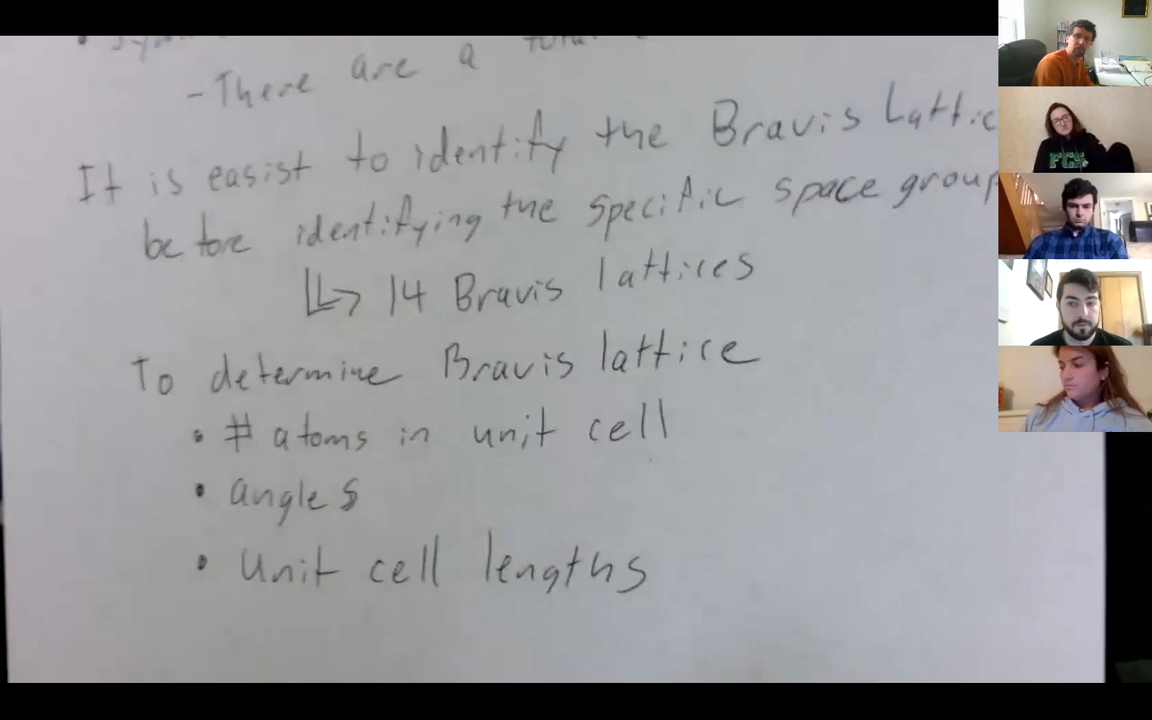 - There are a total
It is easist to identify the Bravis Lattic
before identifying the specific space group
↳ 14 Bravis lattices
To determine Bravis lattice
• # atoms in unit cell
• angles
• Unit cell lengths